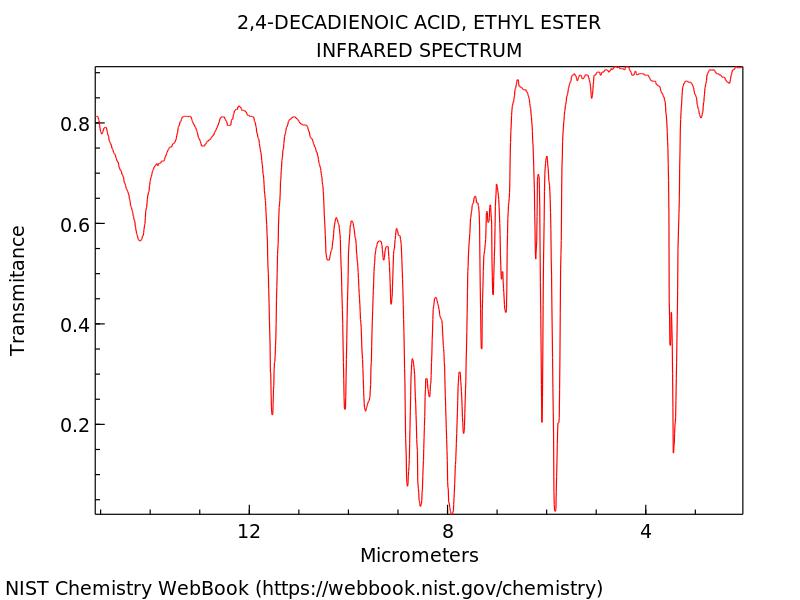 2,4-DECADIENOIC ACID, ETHYL ESTER
INFRARED SPECTRUM
0.8
0.6
0.4
0.2
Transmitance
12
8
4
Micrometers
NIST Chemistry WebBook (https://webbook.nist.gov/chemistry)